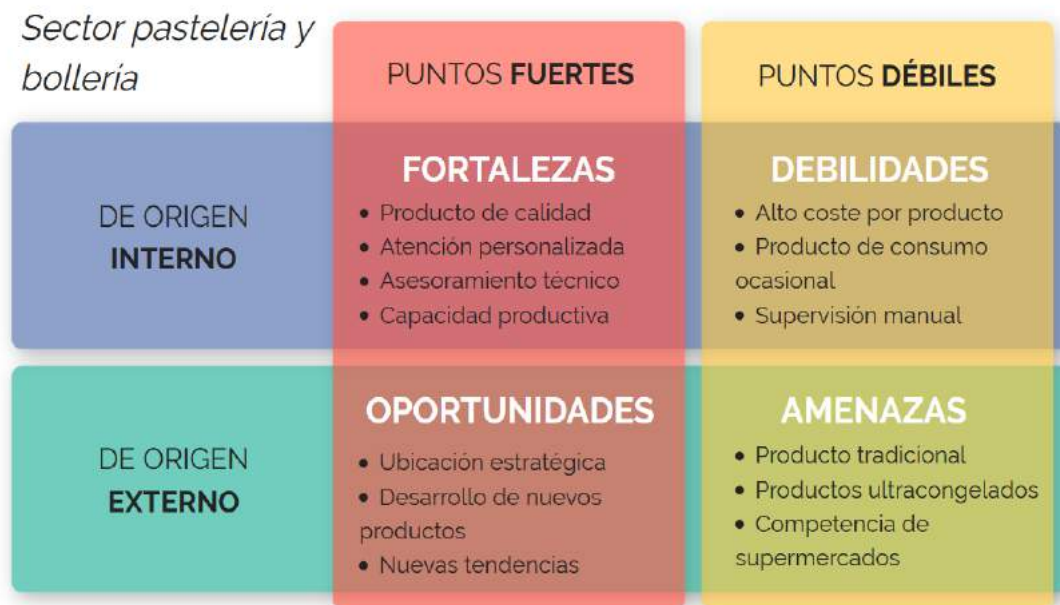 Sector pastelería y
bollería
PUNTOS FUERTES
PUNTOS DÉBILES
DE ORIGEN
INTERNO
FORTALEZAS
• Producto de calidad
• Atención personalizada
• Asesoramiento técnico
• Capacidad productiva
DEBILIDADES
• Alto coste por producto
• Producto de consumo
ocasional
• Supervisión manual
DE ORIGEN
EXTERNO
OPORTUNIDADES
• Ubicación estratégica
• Desarrollo de nuevos
productos
• Nuevas tendencias
AMENAZAS
• Producto tradicional
• Productos ultracongelados
• Competencia de
supermercados